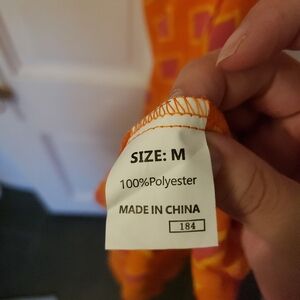 SIZE: M
100%Polyester
MADE IN CHINA
184